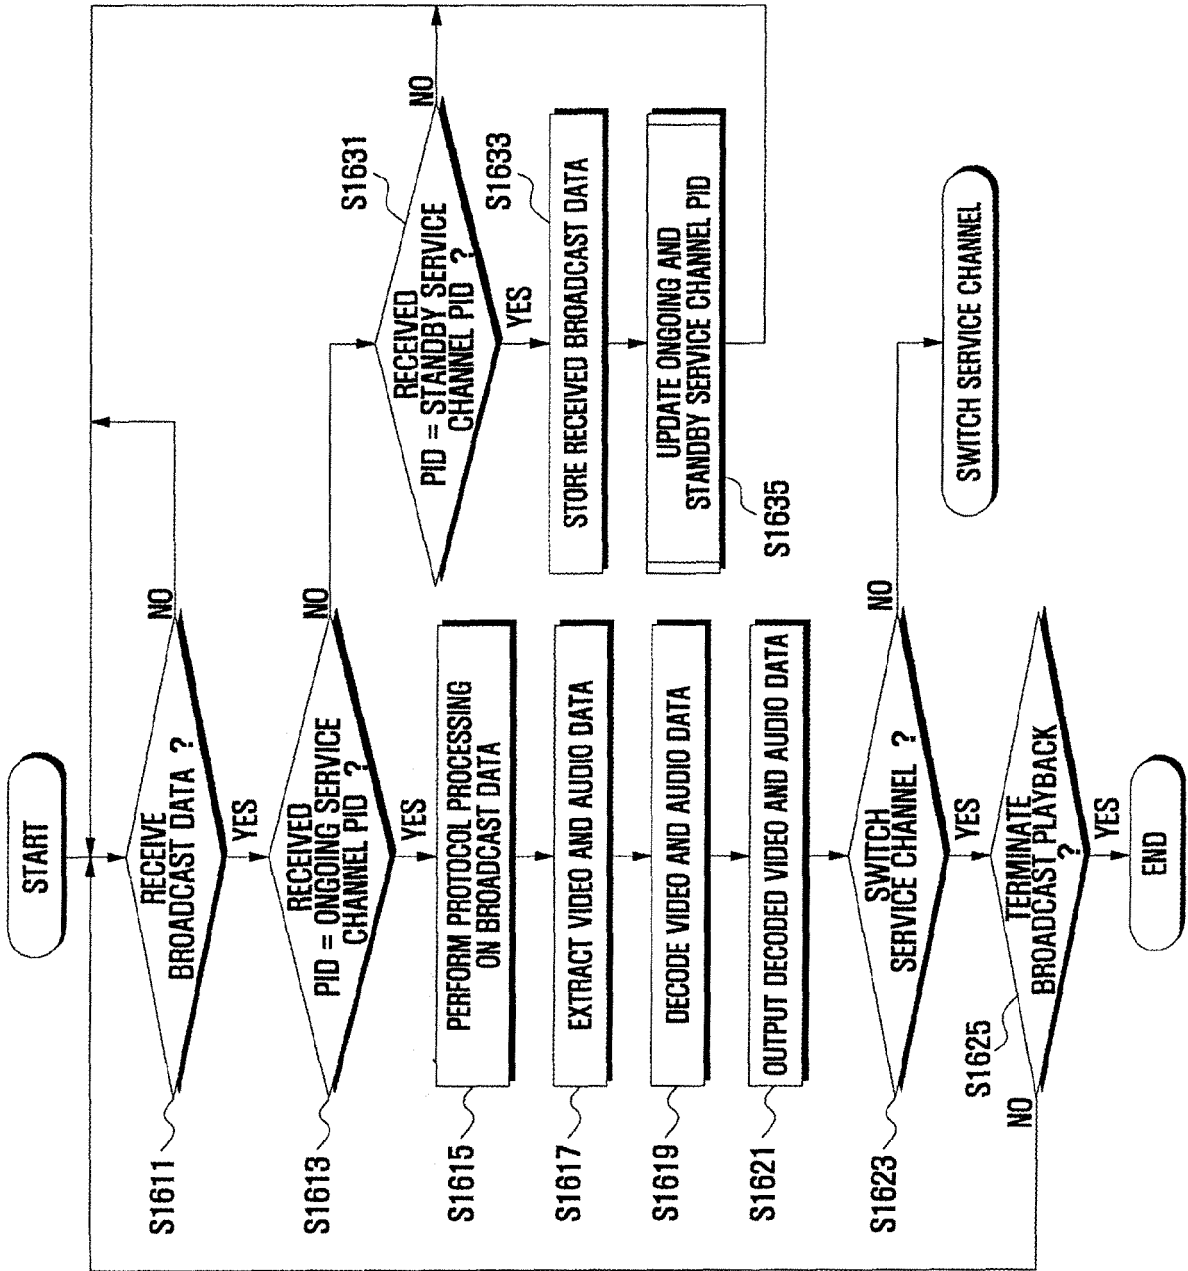 START
RECEIVE
BROADCAST DATA ?
NO
YES
S1611
RECEIVED
PID = ONGOING SERVICE
CHANNEL PID ?
NO
YES
S1613
RECEIVED
PID = STANDBY SERVICE
CHANNEL PID ?
NO
YES
S1631
PERFORM PROTOCOL PROCESSING
ON BROADCAST DATA
S1615
STORE RECEIVED BROADCAST DATA
S1633
EXTRACT VIDEO AND AUDIO DATA
S1617
UPDATE ONGOING AND
STANDBY SERVICE CHANNEL PID
S1635
DECODE VIDEO AND AUDIO DATA
S1619
OUTPUT DECODED VIDEO AND AUDIO DATA
S1621
SWITCH
SERVICE CHANNEL ?
NO
YES
S1623
SWITCH SERVICE CHANNEL
TERMINATE
BROADCAST PLAYBACK
?
S1625
NO
YES
END